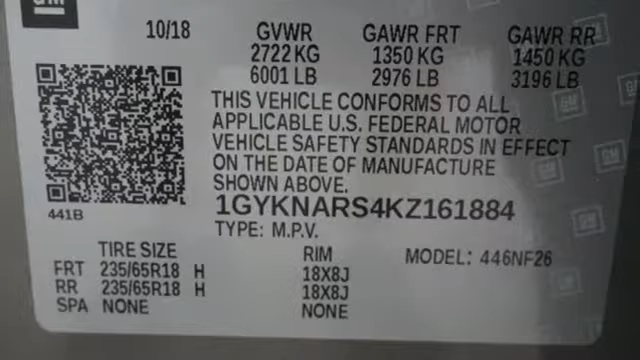 GM
10/18 GVWR GAWR FRT GAWR RR
2722 KG 1350 KG 1450 KG
6001 LB 2976 LB 3196 LB
THIS VEHICLE CONFORMS TO ALL
APPLICABLE U.S. FEDERAL MOTOR
VEHICLE SAFETY STANDARDS IN EFFECT
ON THE DATE OF MANUFACTURE
SHOWN ABOVE.
441B
1GYKNARS4KZ161884
TYPE: M.P.V.
TIRE SIZE RIM MODEL: 446NF26
FRT 235/65R18 H 18X8J
RR 235/65R18 H 18X8J
SPA NONE NONE